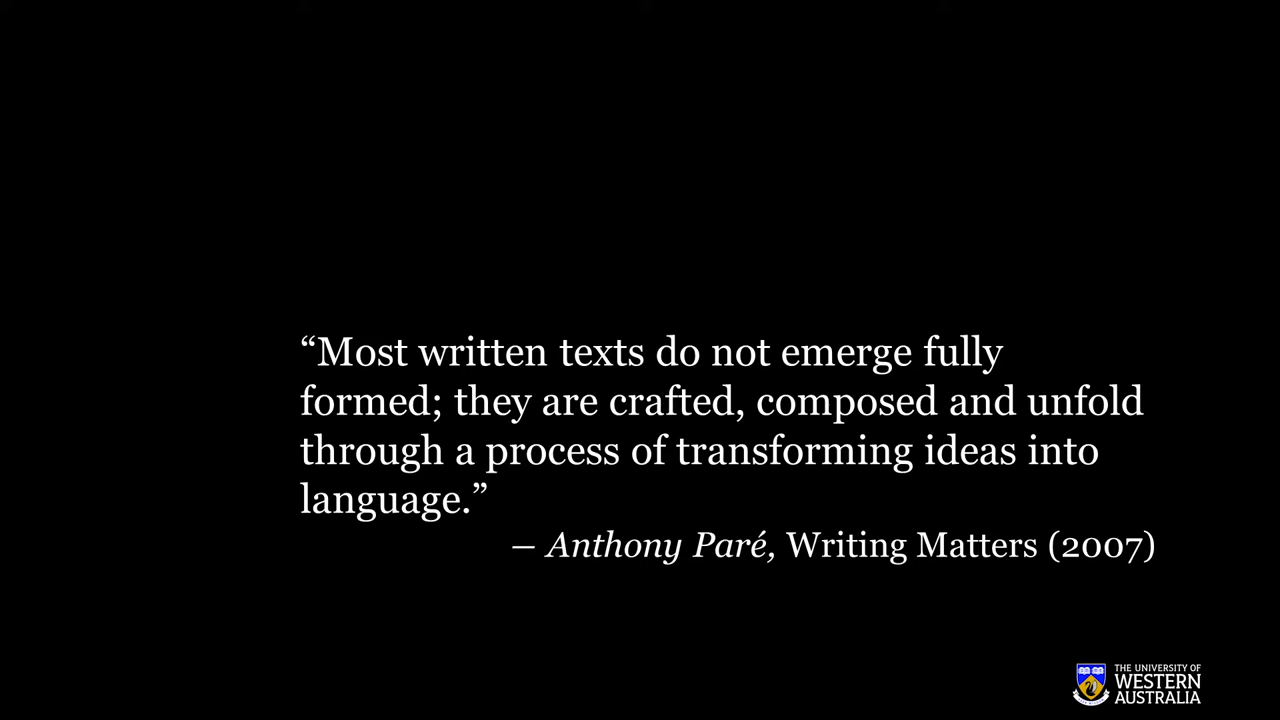 “Most written texts do not emerge fully
formed; they are crafted, composed and unfold
through a process of transforming ideas into
language.”
— Anthony Paré, Writing Matters (2007)
THE UNIVERSITY OF
WESTERN
AUSTRALIA